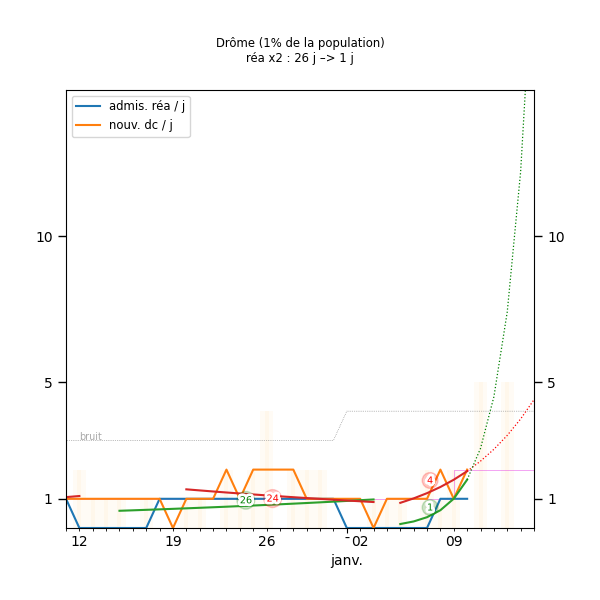 Drôme (1% de la population)
réa x2 : 26 j –> 1 j
admis. réa / j
nouv. dc / j
10
10
5
5
bruit
4
26
24
1
1
1
12
19
26
02
09
janv.